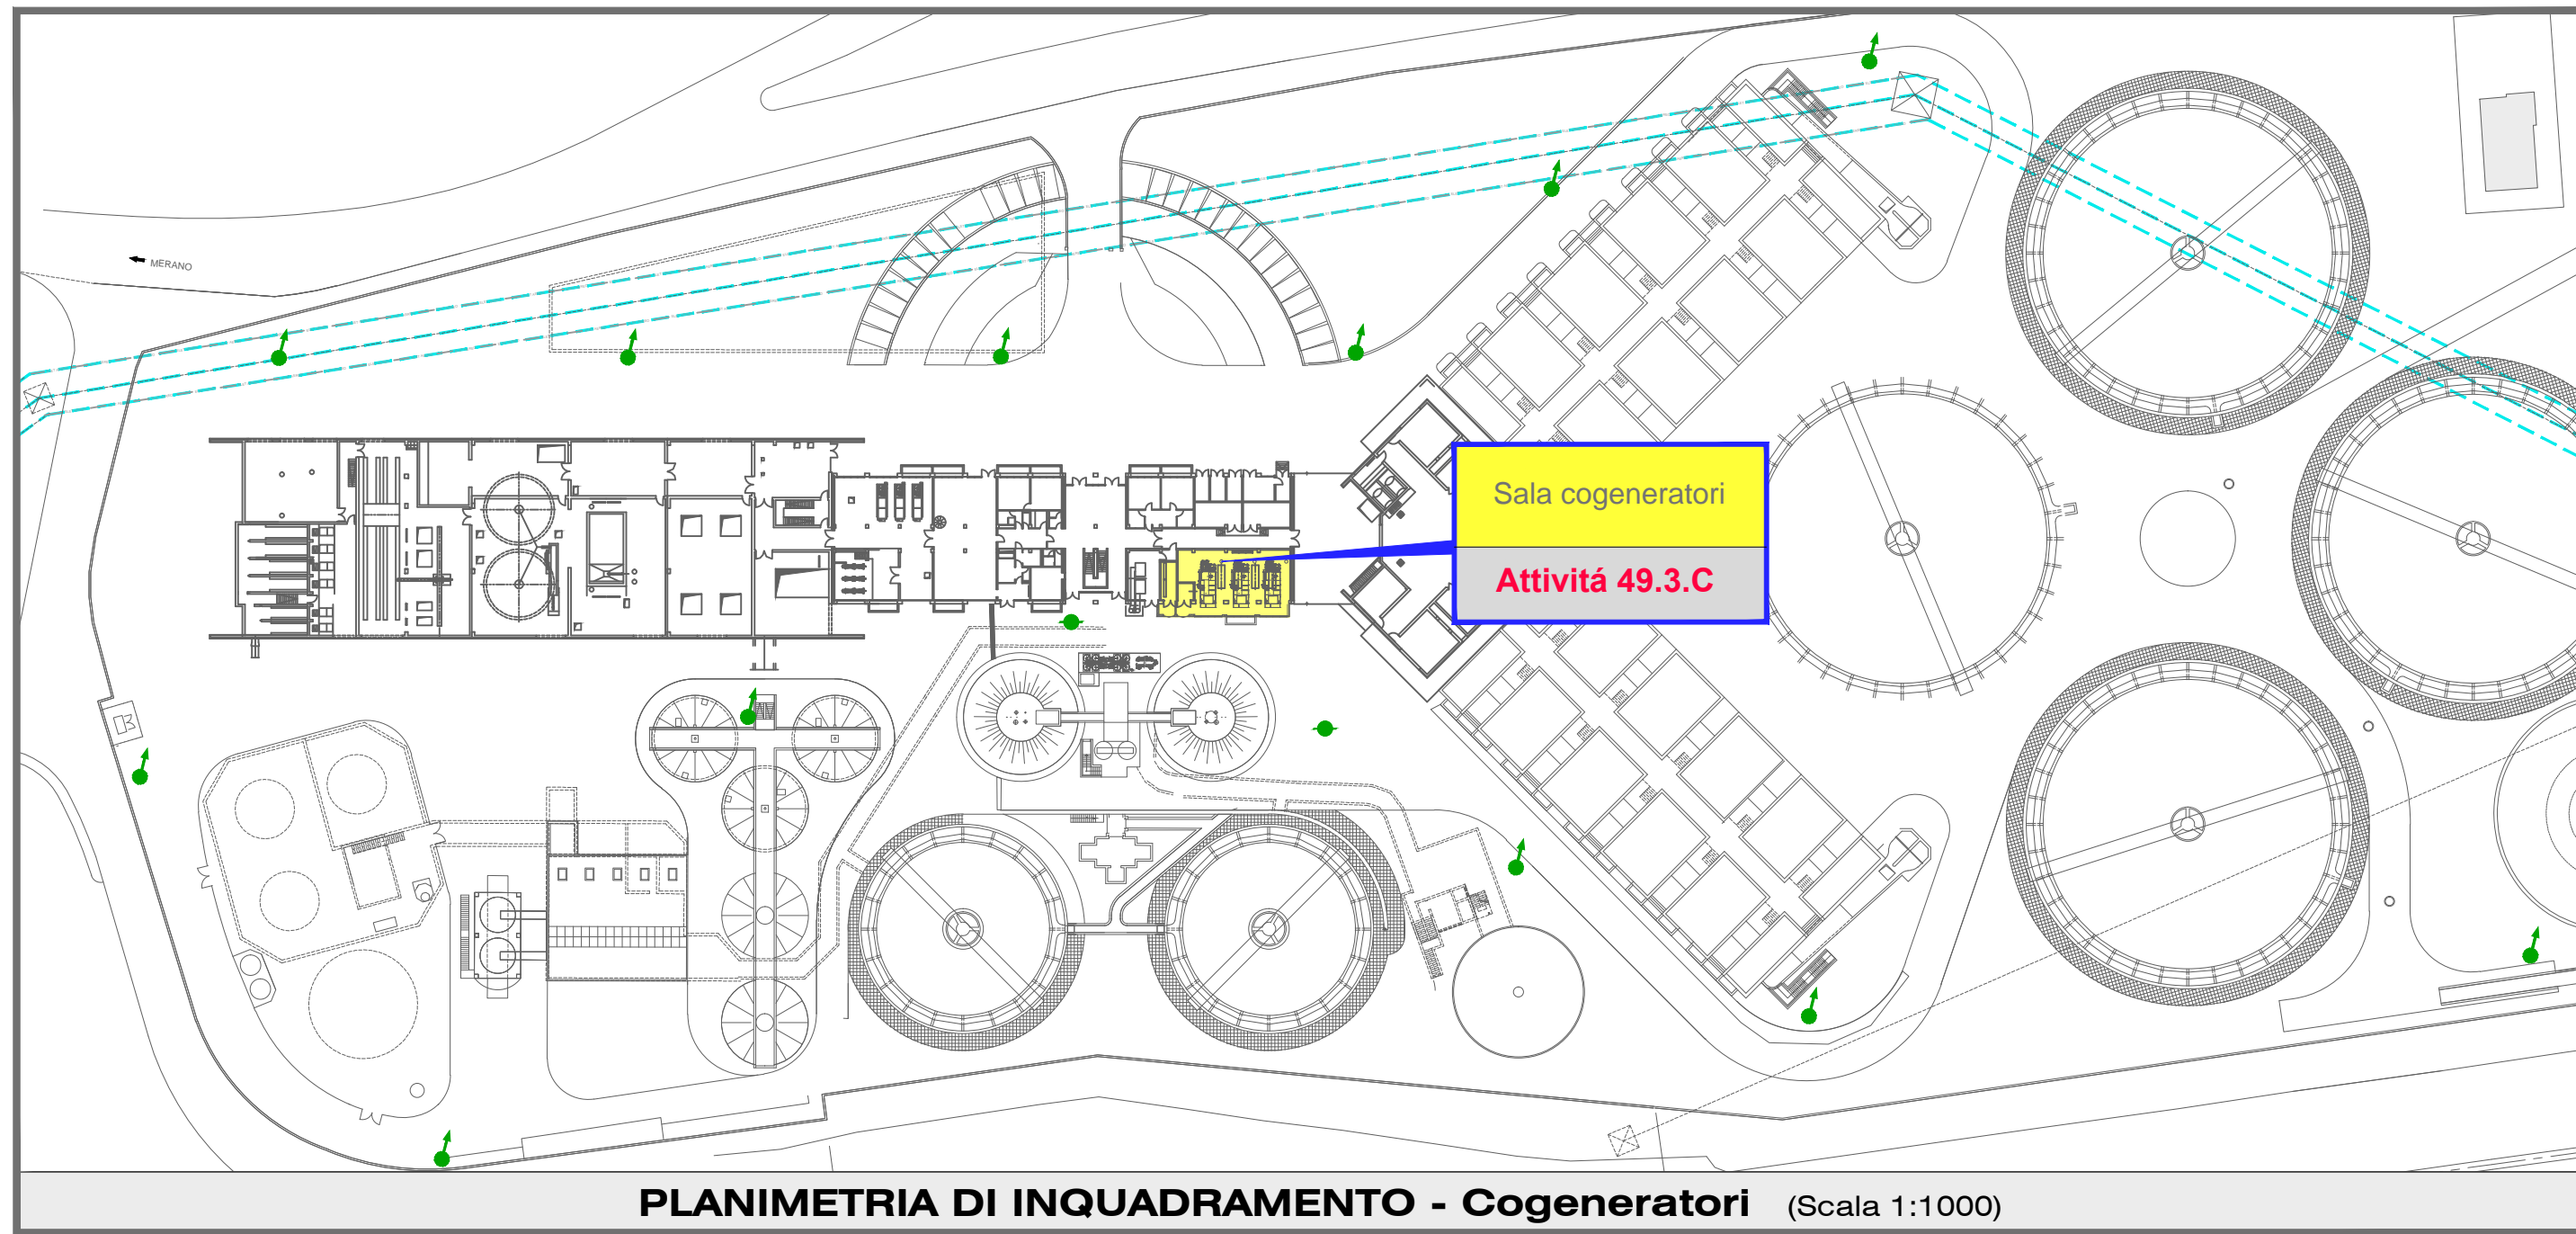 MERANO
Sala cogeneratori
Attivitá 49.3.C
PLANIMETRIA DI INQUADRAMENTO - Cogeneratori (Scala 1:1000)